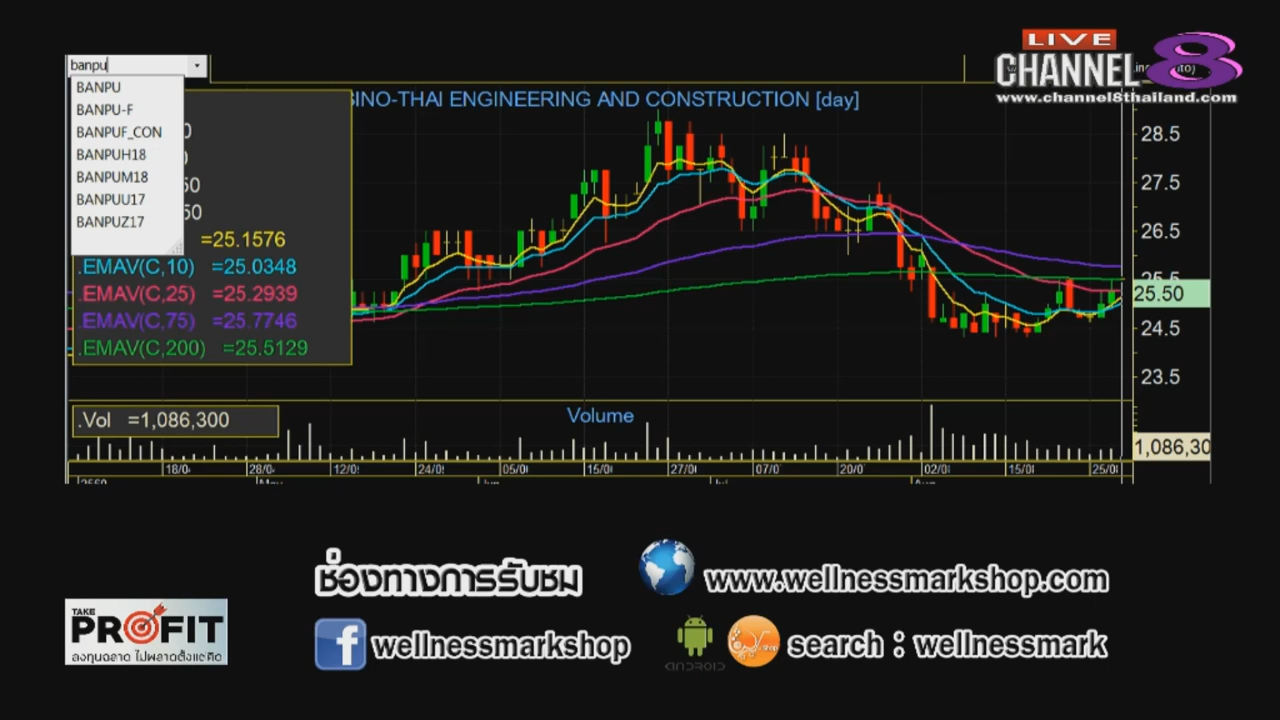 banpu
BANPU
BANPU-F
BANPUF_CON
BANPUH18
BANPUM18
BANPUU17
BANPUZ17
SINO-THAI ENGINEERING AND CONSTRUCTION [day]
LIVE
CHANNEL 8
www.channel8thailand.com
=25.1576
.EMAV(C,10) =25.0348
.EMAV(C,25) =25.2939
.EMAV(C,75) =25.7746
.EMAV(C,200) =25.5129
28.5
27.5
26.5
25.5
25.50
24.5
23.5
.Vol =1,086,300
Volume
1,086,30
18/0 28/0 12/0 24/0 05/0 15/0 27/0 07/0 20/0 02/0 15/0 25/0
ช่องทางการรับชม
www.wellnessmarkshop.com
TAKE
PROFIT
ลงทุนฉลาด ไม่พลาดตั้งแต่คิด
wellnessmarkshop
ANDROID
search : wellnessmark